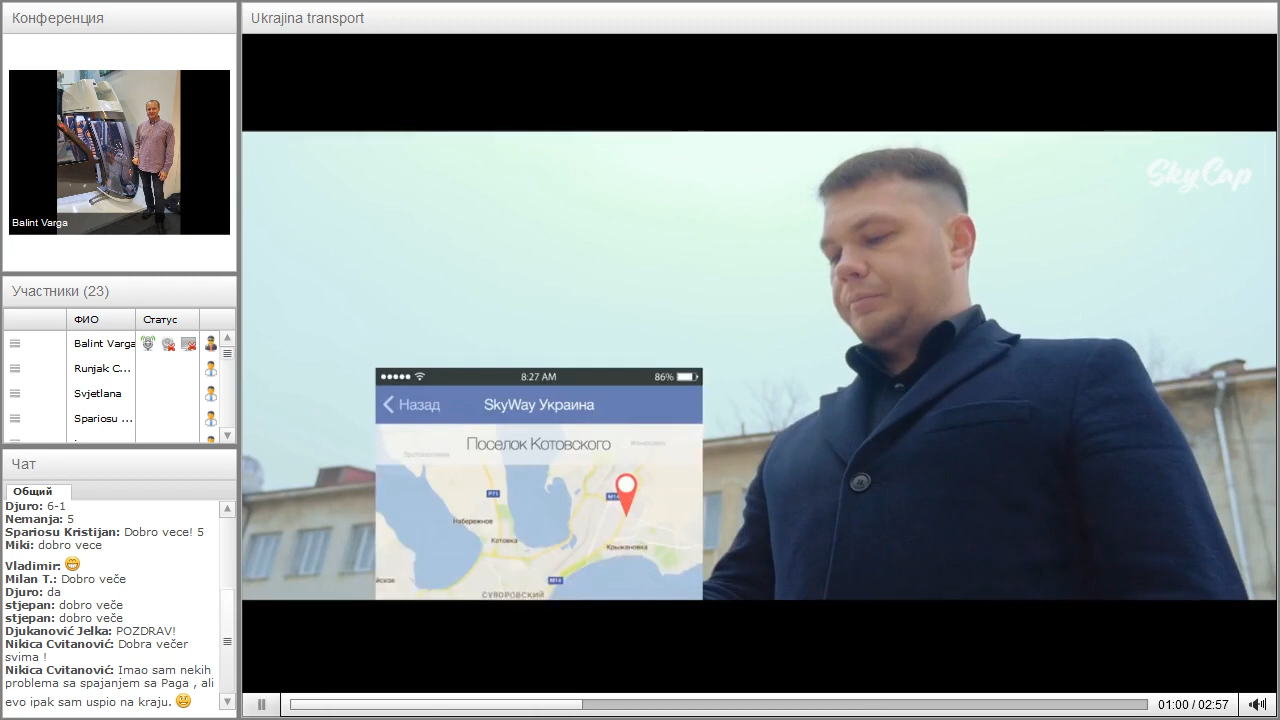 Конференция
Balint Varga
Участники (23)
ФИО
Статус
Balint Varga
Runjak C...
Svjetlana
Spariosu ...
Чат
Общий
Djuro: 6-1
Nemanja: 5
Spariosu Kristijan: Dobro vece! 5
Miki: dobro vece
Vladimir:
Milan T.: Dobro veče
Djuro: da
stjepan: dobro veče
stjepan: dobro veče
Djukanović Jelka: POZDRAV!
Nikica Cvitanović: Dobra večer
svima !
Nikica Cvitanović: Imao sam nekih
problema sa spajanjem sa Paga , ali
evo ipak sam uspio na kraju.
Ukrajina transport
SkyCap
8:27 AM
86%
Назад
SkyWay Украина
Поселок Котовского
P71
M14
Набережное
Котовка
Крыжановка
йское
M14
СУВОРОВСКИЙ
01:00 / 02:57